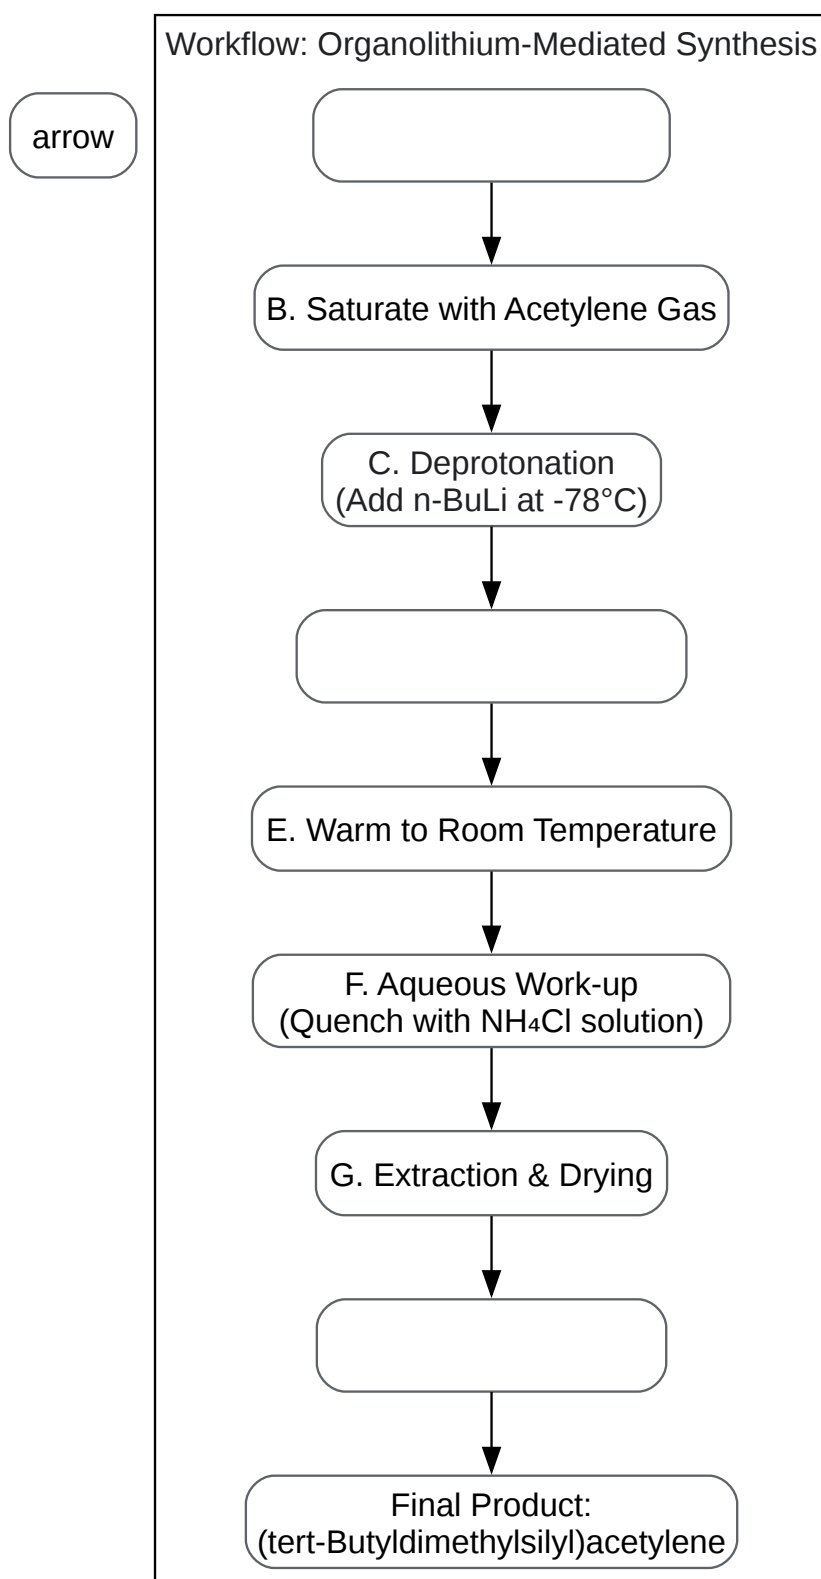 Workflow: Organolithium-Mediated Synthesis
arrow
B. Saturate with Acetylene Gas
C. Deprotonation
(Add n-BuLi at -78°C)
E. Warm to Room Temperature
F. Aqueous Work-up
(Quench with NH₄Cl solution)
G. Extraction & Drying
Final Product:
(tert-Butyldimethylsilyl)acetylene